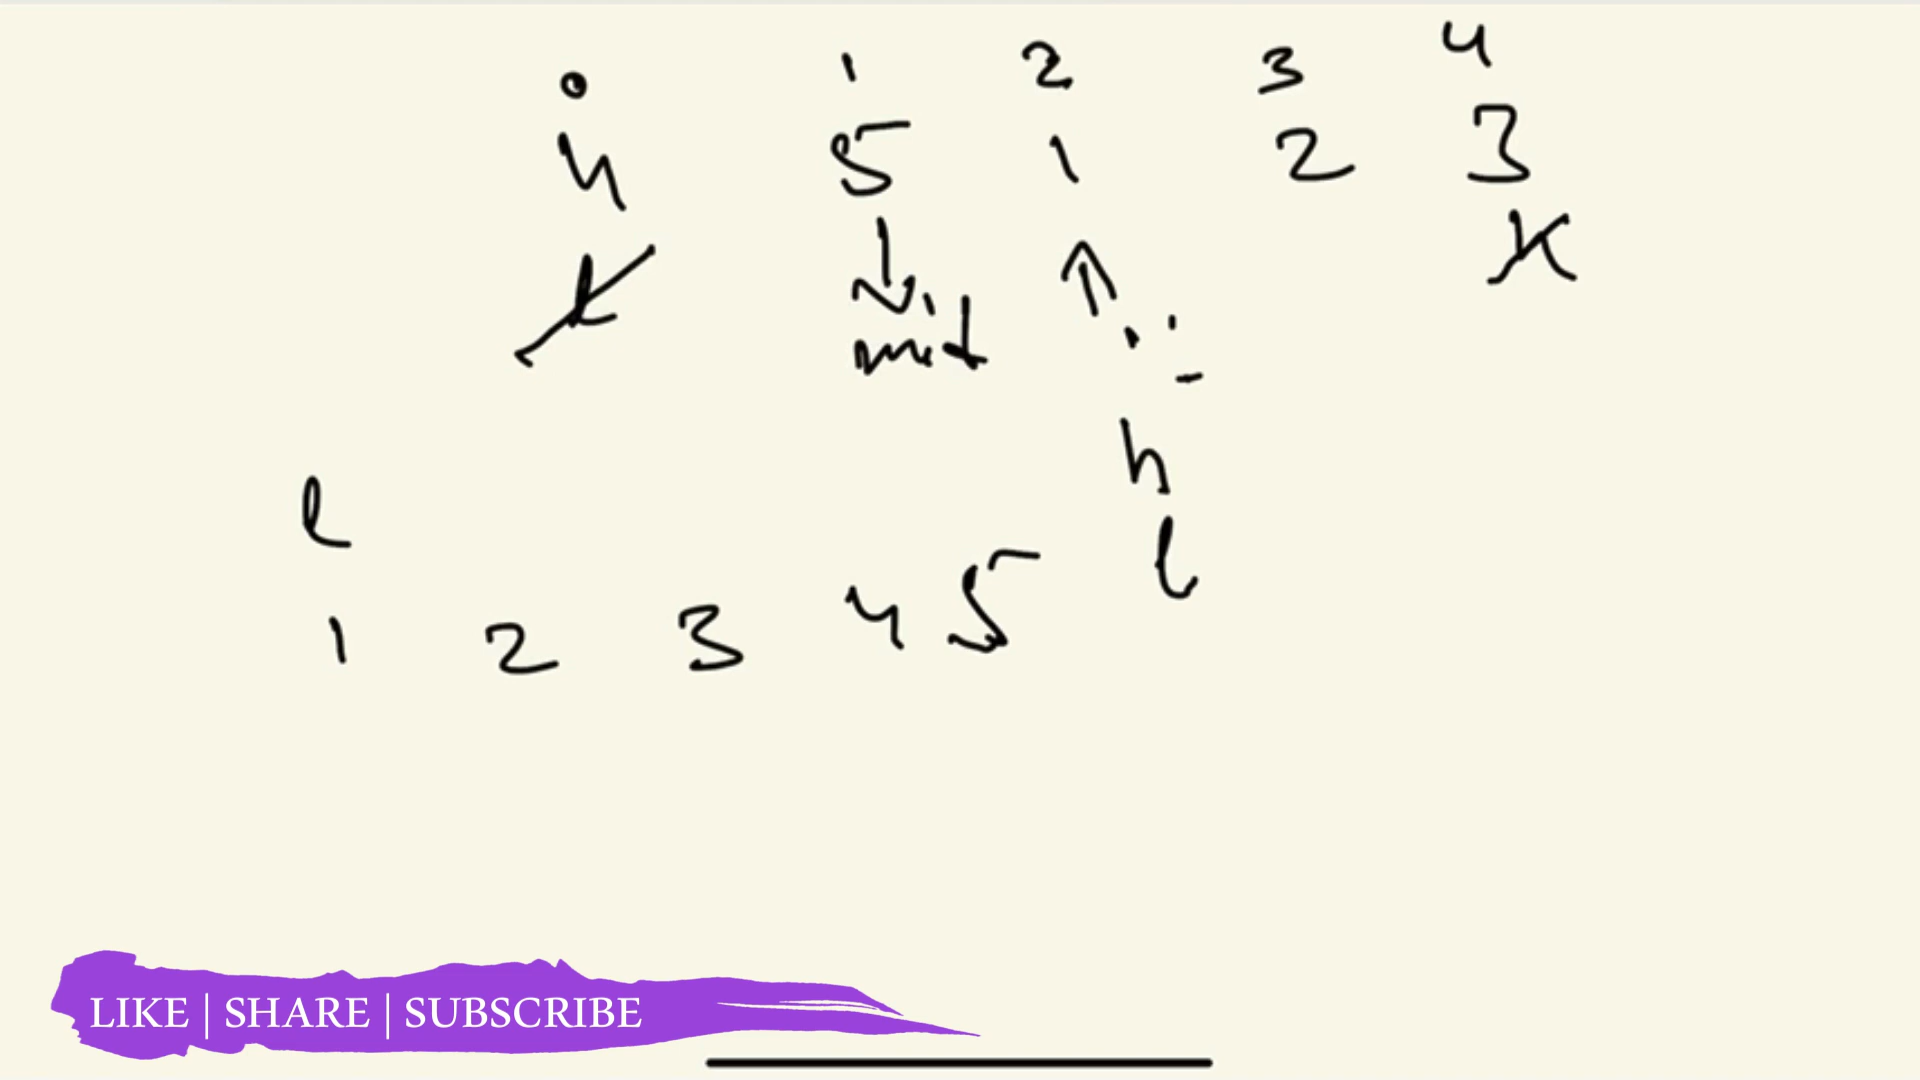 0 1 2 3 4
4 5 1 2 3
l
mid
h
l
l
1 2 3 4 5
LIKE | SHARE | SUBSCRIBE